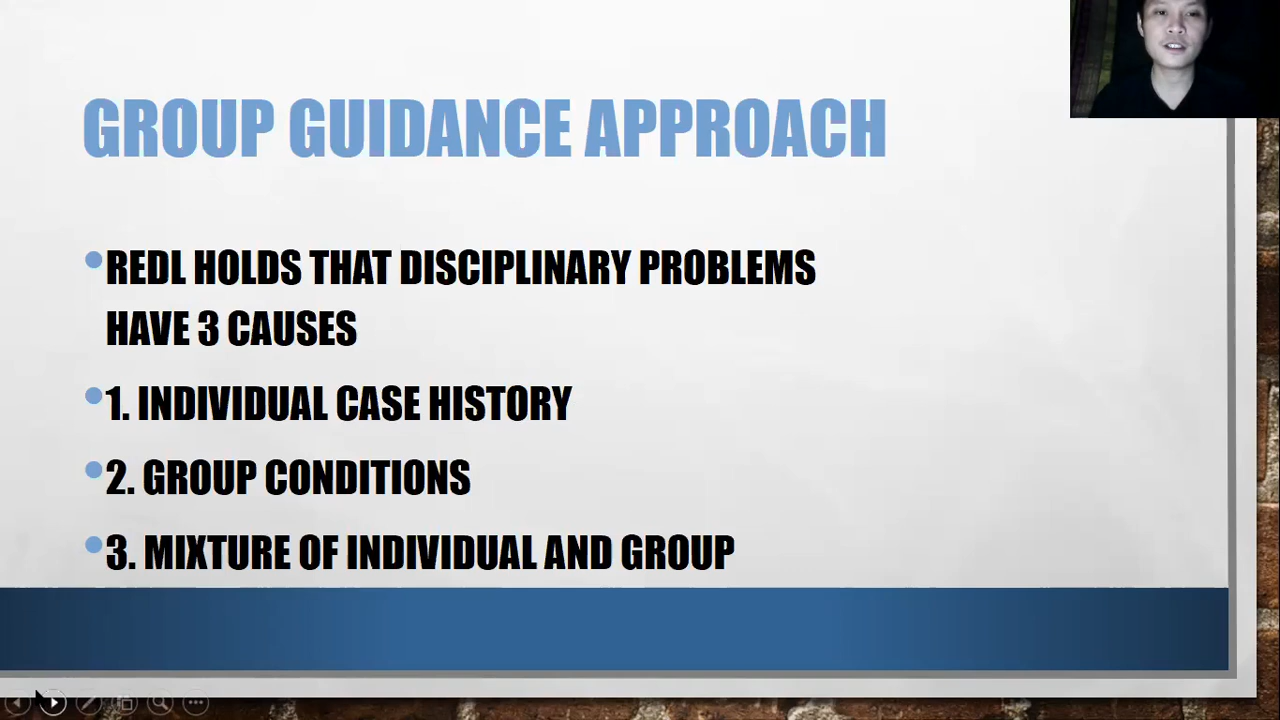 GROUP GUIDANCE APPROACH
•REDL HOLDS THAT DISCIPLINARY PROBLEMS
HAVE 3 CAUSES
•1. INDIVIDUAL CASE HISTORY
•2. GROUP CONDITIONS
•3. MIXTURE OF INDIVIDUAL AND GROUP